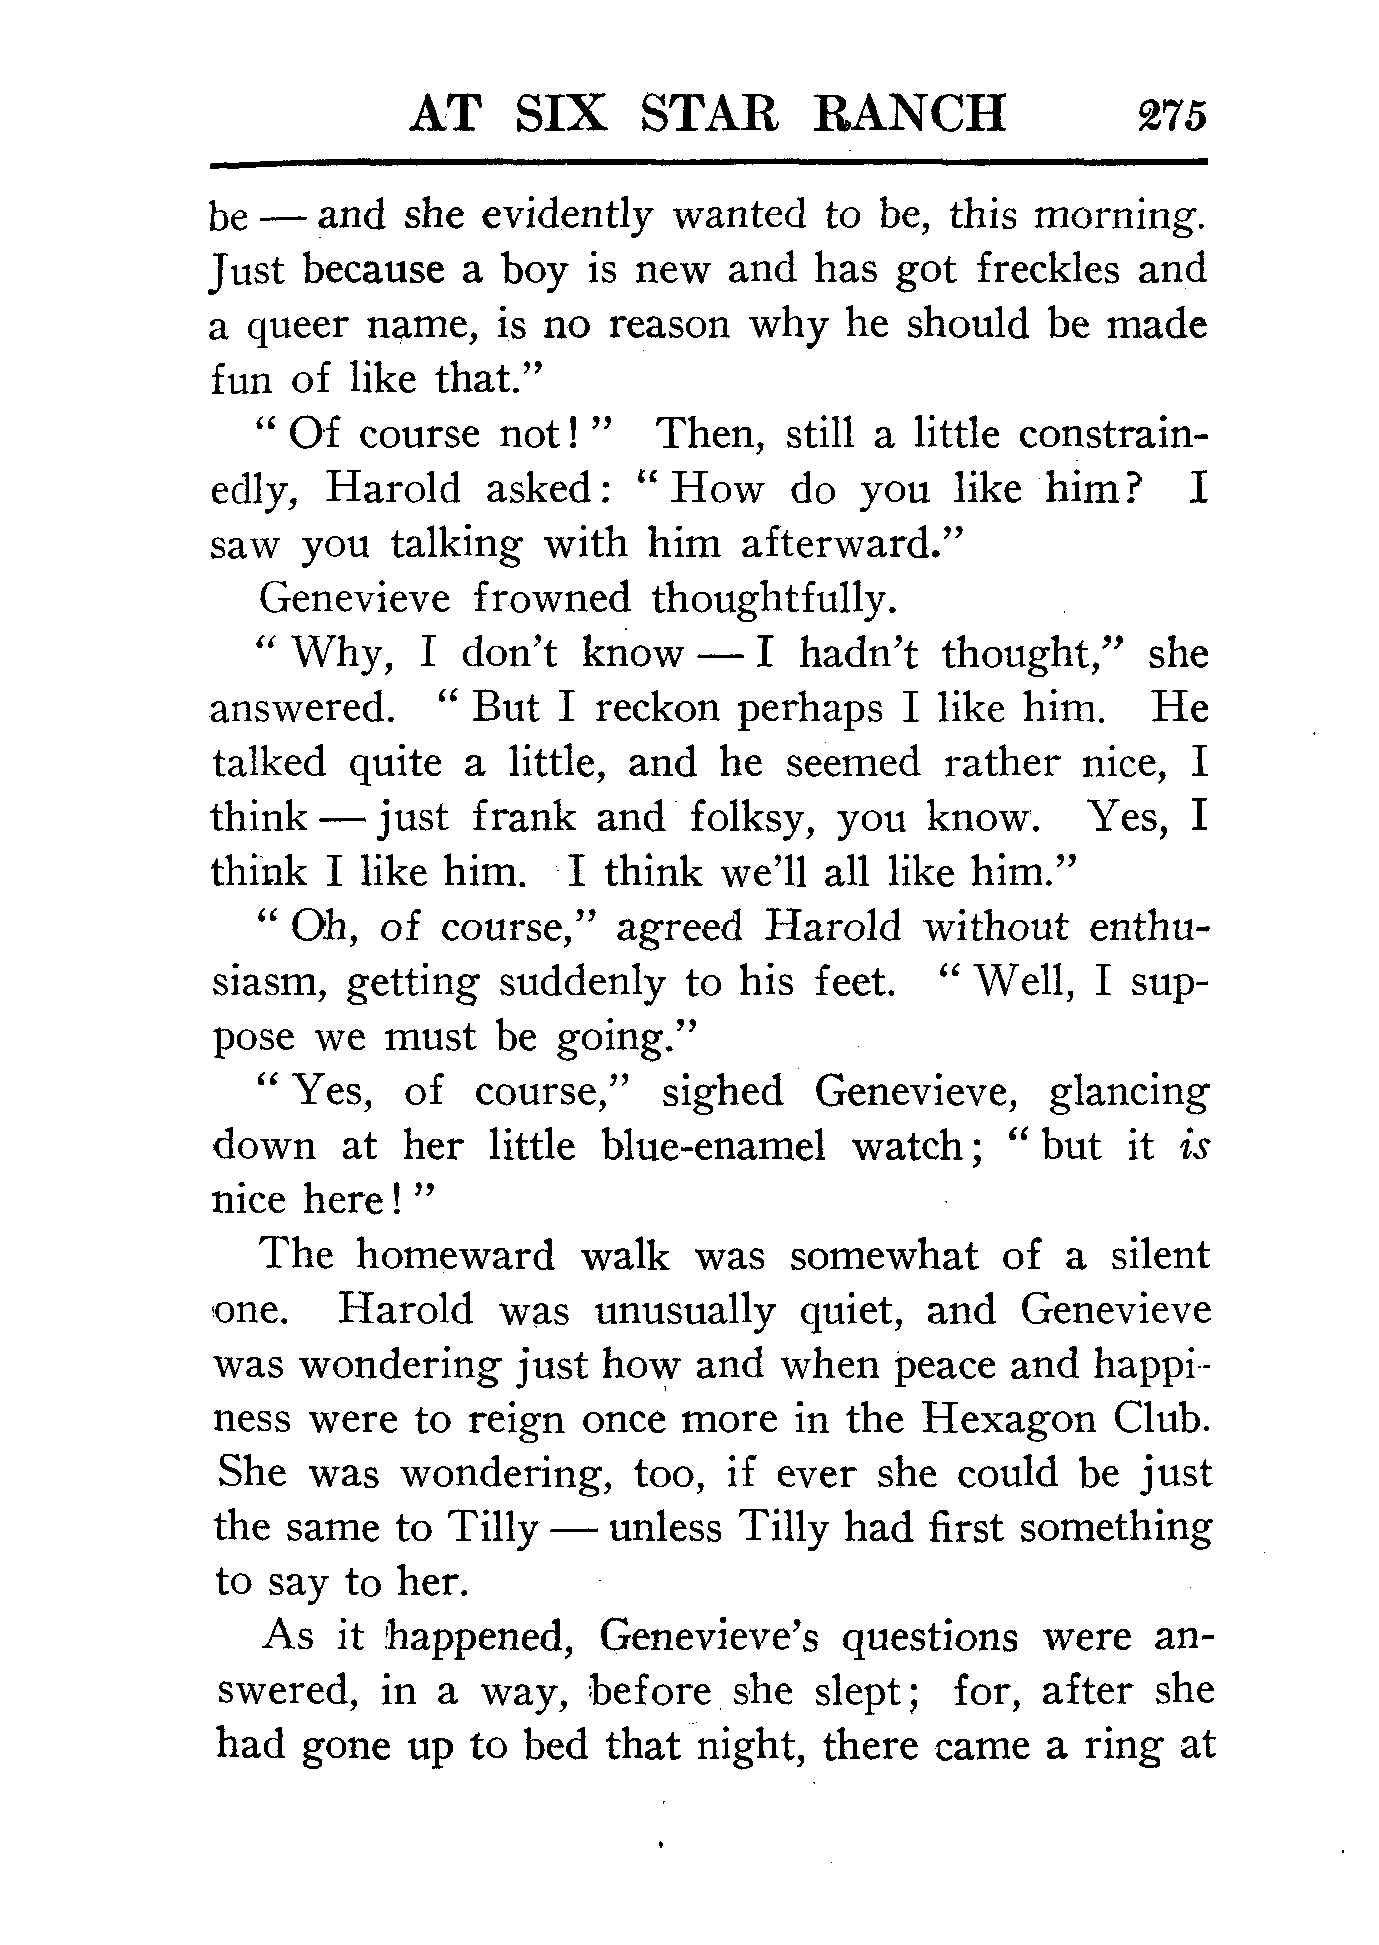 AT SIX STAR RANCH 275
be — and she evidently wanted to be, this morning.
Just because a boy is new and has got freckles and
a queer name, is no reason why he should be made
fun of like that.”
“ Of course not! ” Then, still a little constrain-
edly, Harold asked: “ How do you like him? I
saw you talking with him afterward.”
Genevieve frowned thoughtfully.
“ Why, I don’t know — I hadn’t thought,” she
answered. “ But I reckon perhaps I like him. He
talked quite a little, and he seemed rather nice, I
think — just frank and folksy, you know. Yes, I
think I like him. I think we’ll all like him.”
“ Oh, of course,” agreed Harold without enthu-
siasm, getting suddenly to his feet. “ Well, I sup-
pose we must be going.”
“ Yes, of course,” sighed Genevieve, glancing
down at her little blue-enamel watch; “ but it is
nice here! ”
The homeward walk was somewhat of a silent
one. Harold was unusually quiet, and Genevieve
was wondering just how and when peace and happi-
ness were to reign once more in the Hexagon Club.
She was wondering, too, if ever she could be just
the same to Tilly — unless Tilly had first something
to say to her.
As it happened, Genevieve’s questions were an-
swered, in a way, before she slept; for, after she
had gone up to bed that night, there came a ring at